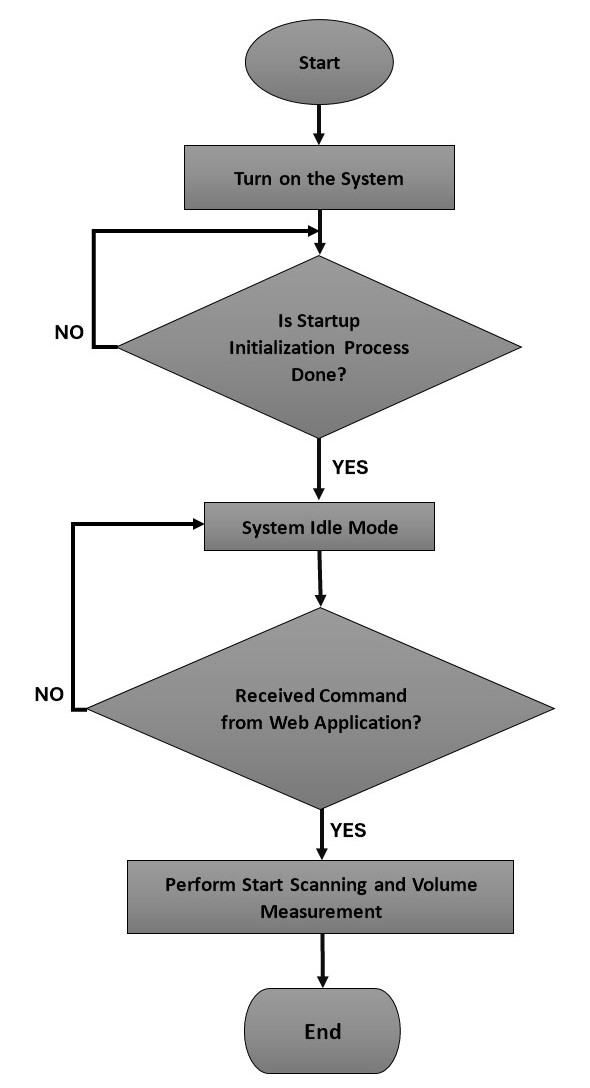 Start
Turn on the System
Is Startup
Initialization Process
Done?
NO
YES
System Idle Mode
Received Command
from Web Application?
NO
YES
Perform Start Scanning and Volume
Measurement
End